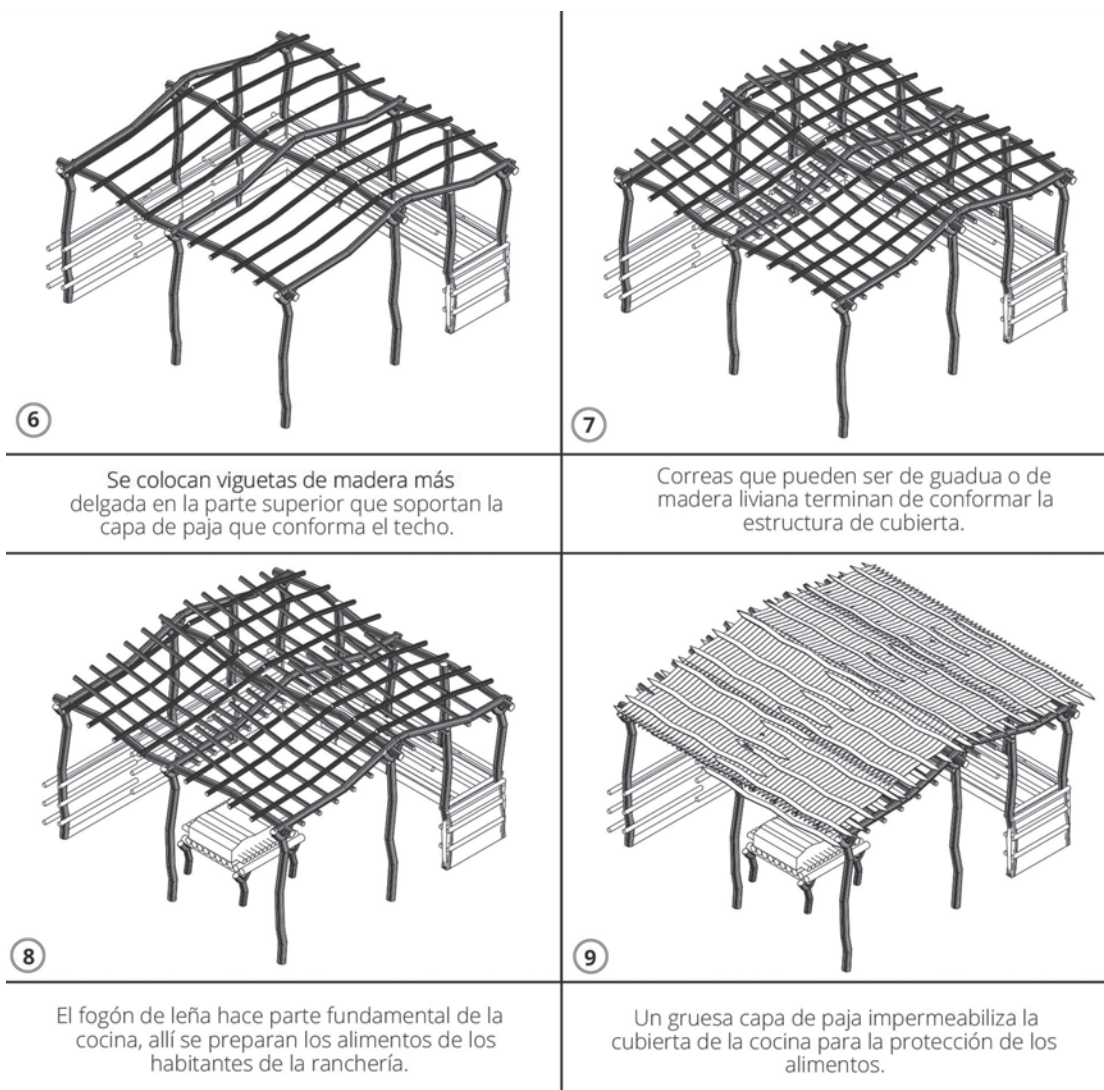 6
7
Se colocan viguetas de madera más
delgada en la parte superior que soportan la
capa de paja que conforma el techo.
Correas que pueden ser de guadua o de
madera liviana terminan de conformar la
estructura de cubierta.
8
9
El fogón de leña hace parte fundamental de la
cocina, allí se preparan los alimentos de los
habitantes de la ranchería.
Un gruesa capa de paja impermeabiliza la
cubierta de la cocina para la protección de los
alimentos.